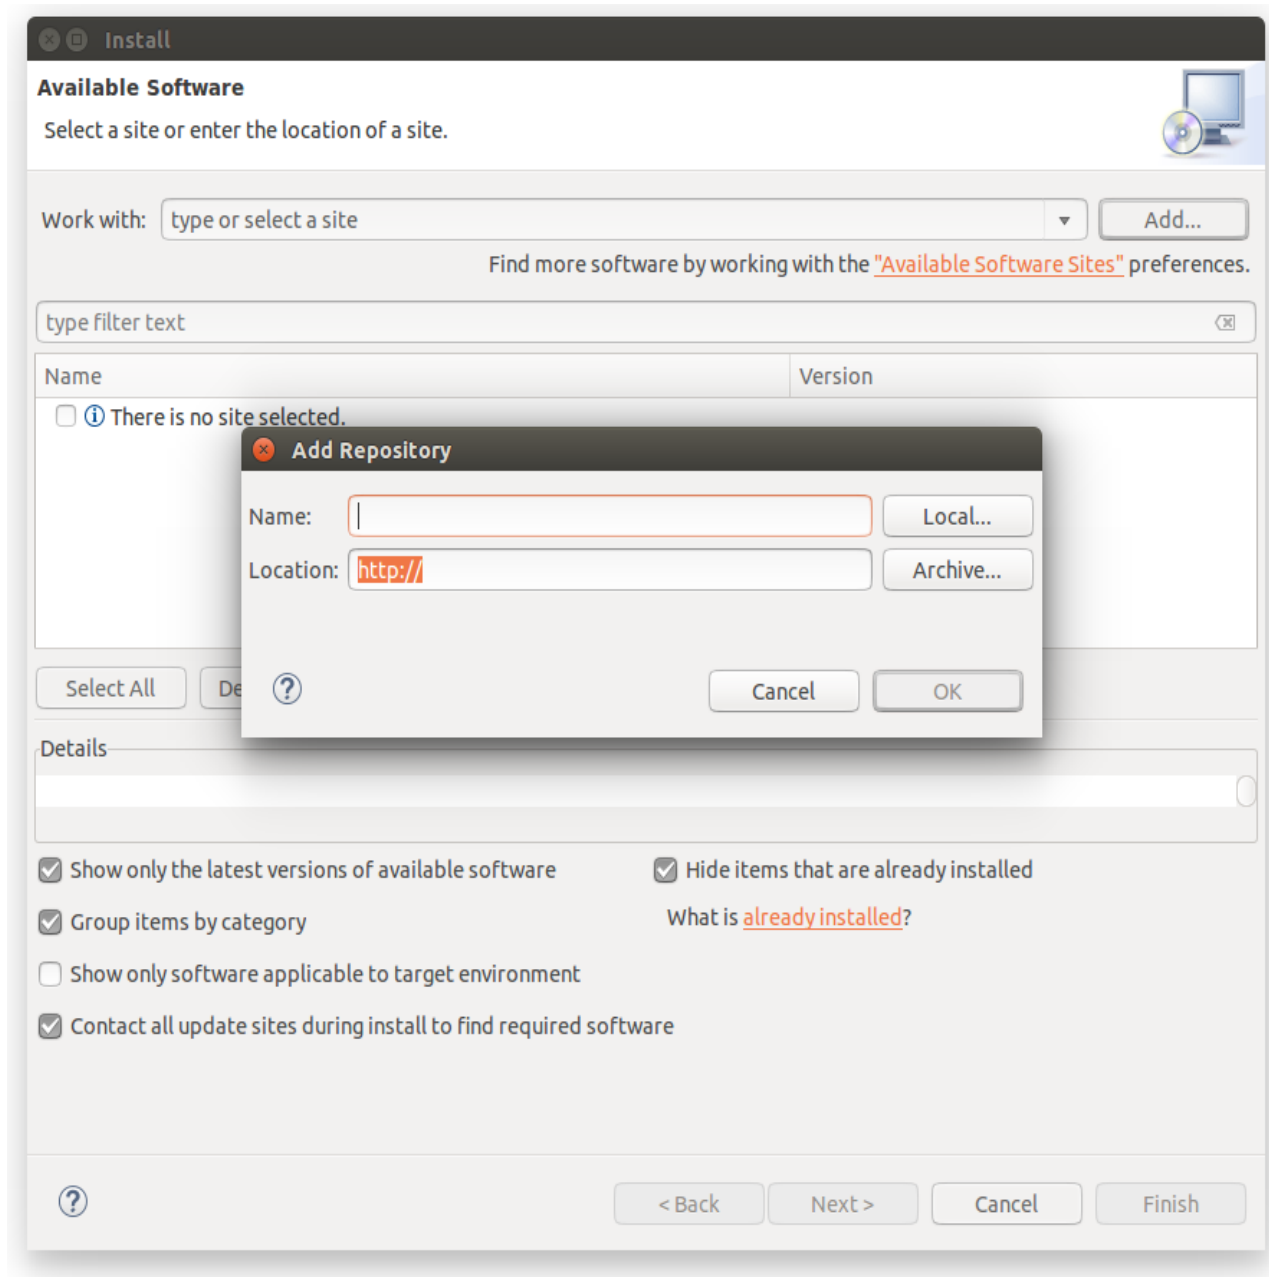 Install
Available Software
Select a site or enter the location of a site.
Work with: type or select a site Add...
Find more software by working with the "Available Software Sites" preferences.
type filter text
Name Version
There is no site selected.
Add Repository
Name: Local...
Location: http:// Archive...
Select All De
Cancel OK
Details
Show only the latest versions of available software Hide items that are already installed
Group items by category What is already installed?
Show only software applicable to target environment
Contact all update sites during install to find required software
< Back Next > Cancel Finish